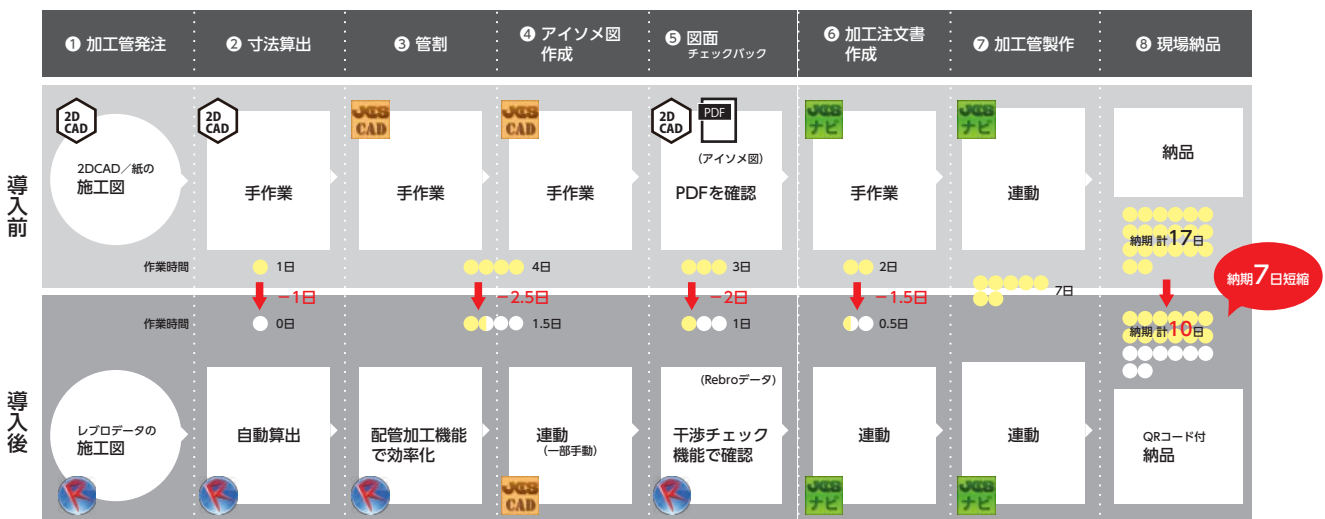 ❶ 加工管発注
❷ 寸法算出
❸ 管割
❹ アイソメ図
作成
❺ 図面
チェックバック
❻ 加工注文書
作成
❼ 加工管製作
❽ 現場納品
導入前
2D
CAD
2DCAD／紙の
施工図
2D
CAD
手作業
JCS
CAD
手作業
JCS
CAD
手作業
2D
CAD
PDF
(アイソメ図)
PDFを確認
JCS
ナビ
手作業
JCS
ナビ
連動
納品
作業時間
1日
4日
3日
2日
7日
納期 計17日
－1日
－2.5日
－2日
－1.5日
納期7日短縮
作業時間
0日
1.5日
1日
0.5日
納期 計10日
導入後
レブロデータの
施工図
R
自動算出
R
配管加工機能
で効率化
R
連動
(一部手動)
JCS
CAD
(Rebroデータ)
干渉チェック
機能で確認
R
連動
JCS
ナビ
連動
JCS
ナビ
QRコード付
納品